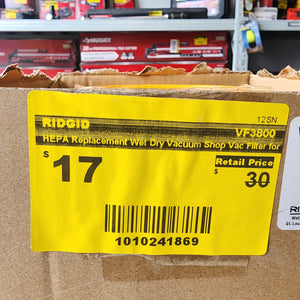 HUSKY
12SN
RIDGID
VF3800
HEPA Replacement Wet Dry Vacuum Shop Vac Filter for
$17
Retail Price
$30
1010241869